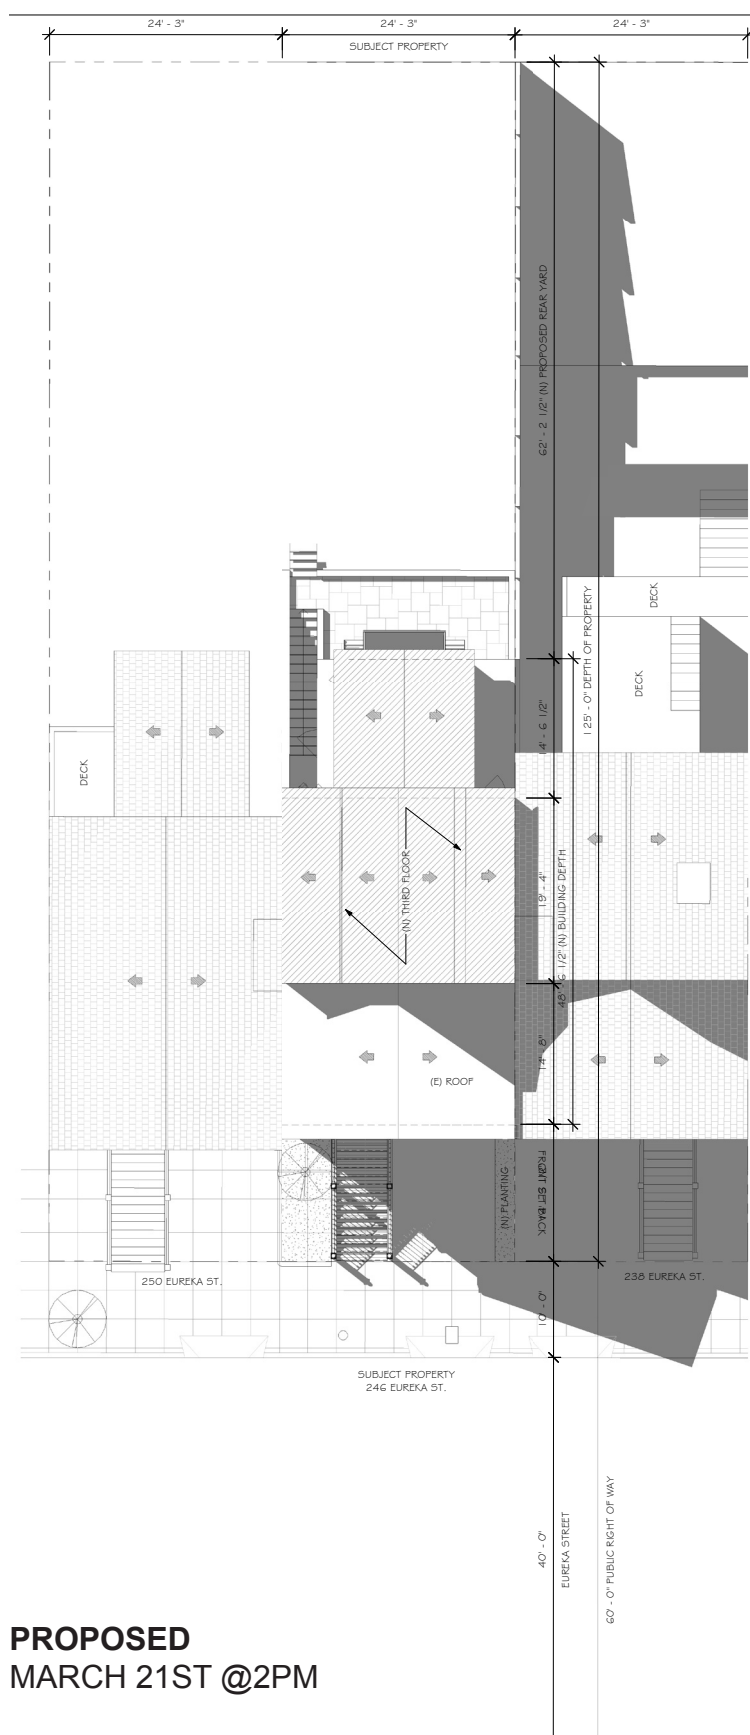 24' - 3"
24' - 3"
24' - 3"
SUBJECT PROPERTY
62' - 2 1/2" (N) PROPOSED REAR YARD
125' - 0" DEPTH OF PROPERTY
DECK
DECK
DECK
14' - 6 1/2"
(N) THIRD FLOOR
19' - 4"
48' - 6 1/2" (N) BUILDING DEPTH
14' - 8"
(E) ROOF
(N) PLANTING
FRONT SET BACK
250 EUREKA ST.
238 EUREKA ST.
10' - 0"
SUBJECT PROPERTY
246 EUREKA ST.
40' - 0"
EUREKA STREET
60' - 0" PUBLIC RIGHT OF WAY
PROPOSED
MARCH 21ST @2PM